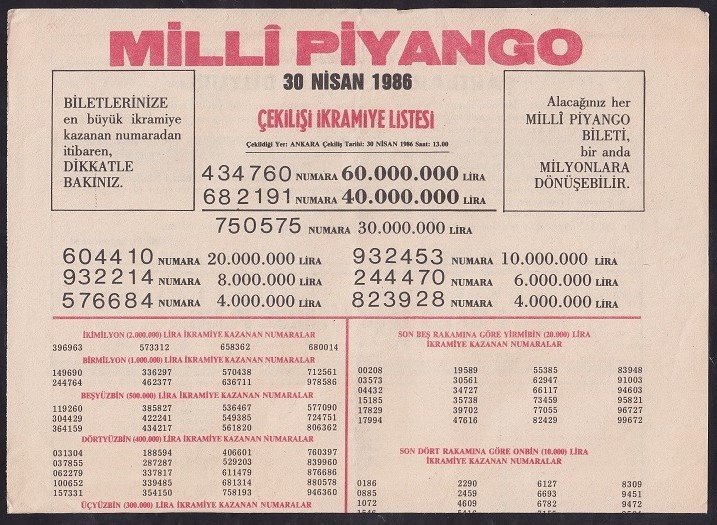 MİLLÎ PİYANGO
30 NİSAN 1986
ÇEKİLİŞİ İKRAMİYE LİSTESİ
Çekildiği Yer: ANKARA Çekiliş Tarihi: 30 NİSAN 1986 Saat: 13.00
BİLETLERİNİZE
en büyük ikramiye
kazanan numaradan
itibaren,
DİKKATLE
BAKINIZ.
Alacağınız her
MİLLÎ PİYANGO
BİLETİ,
bir anda
MİLYONLARA
DÖNÜŞEBİLİR.
434760 NUMARA 60.000.000 LİRA
682191 NUMARA 40.000.000 LİRA
750575 NUMARA 30.000.000 LİRA
604410 NUMARA 20.000.000 LİRA 932453 NUMARA 10.000.000 LİRA
932214 NUMARA 8.000.000 LİRA 244470 NUMARA 6.000.000 LİRA
576684 NUMARA 4.000.000 LİRA 823928 NUMARA 4.000.000 LİRA
İKİMİLYON (2.000.000) LİRA İKRAMİYE KAZANAN NUMARALAR
396963 573312 658362 680014
BİRMİLYON (1.000.000) LİRA İKRAMİYE KAZANAN NUMARALAR
149690 336297 570438 712561
244764 462377 636711 978586
BEŞYÜZBİN (500.000) LİRA İKRAMİYE KAZANAN NUMARALAR
119260 385827 536467 577090
304429 422241 549385 724751
364159 434217 561820 806362
DÖRTYÜZBİN (400.000) LİRA İKRAMİYE KAZANAN NUMARALAR
031304 188594 406601 760397
037855 287287 529203 839960
062279 337817 611479 876686
100652 339485 681314 880578
157331 354150 758193 946360
ÜÇYÜZBİN (300.000) LİRA İKRAMİYE KAZANAN NUMARALAR
SON BEŞ RAKAMINA GÖRE YİRMİBİN (20.000) LİRA
İKRAMİYE KAZANAN NUMARALAR
00208 19589 55385 83948
03573 30561 62947 91003
04432 34727 66117 94603
15185 35738 73459 95821
17829 39702 77055 96727
17994 47616 82429 99672
SON DÖRT RAKAMINA GÖRE ONBİN (10.000) LİRA
İKRAMİYE KAZANAN NUMARALAR
0186 2290 6127 8309
0885 2459 6693 9451
1072 4609 6782 9472